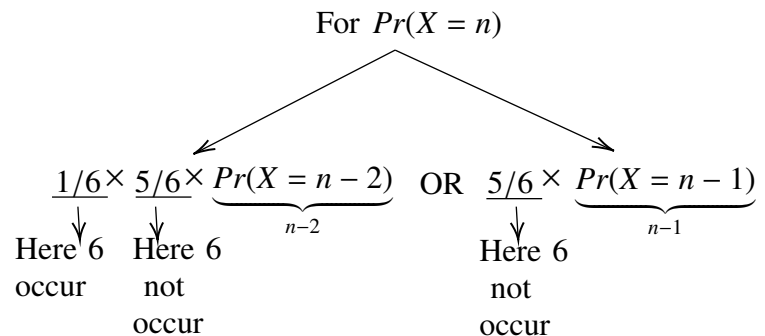 For Pr(X = n)
1/6 × 5/6 × Pr(X = n − 2) OR 5/6 × Pr(X = n − 1)
n−2 n−1
Here 6 Here 6 Here 6
occur not not
occur occur